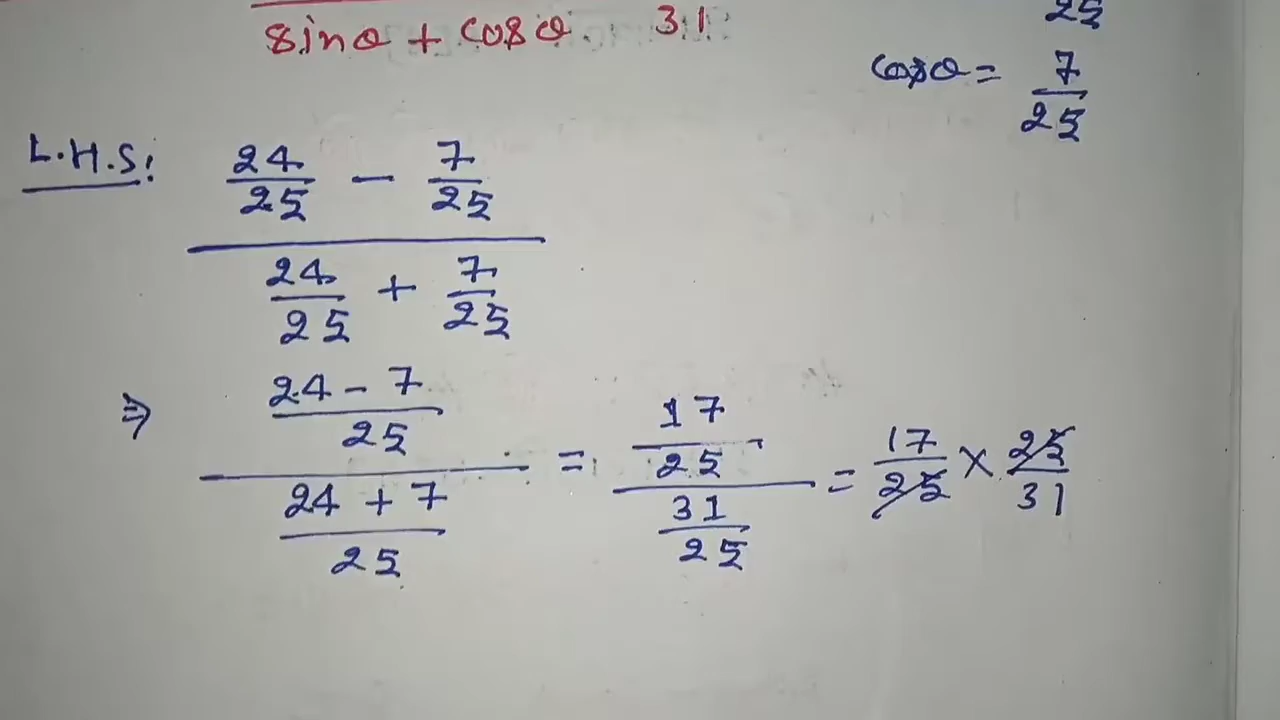 sinθ + cosθ 31
25
cosθ = 7/25
L.H.S: 24/25 - 7/25
24/25 + 7/25
⇒ 24 - 7/25 = 17/25 = 17/25 × 25/31
24 + 7/25 31/25